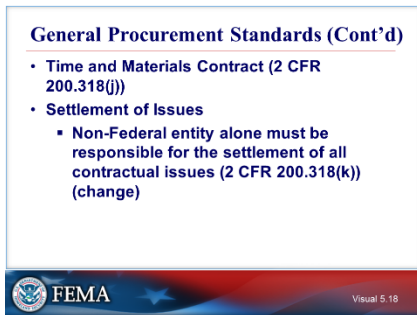 General Procurement Standards (Cont'd)
• Time and Materials Contract (2 CFR
200.318(j))
• Settlement of Issues
▪ Non-Federal entity alone must be
responsible for the settlement of all
contractual issues (2 CFR 200.318(k))
(change)
FEMA
Visual 5.18